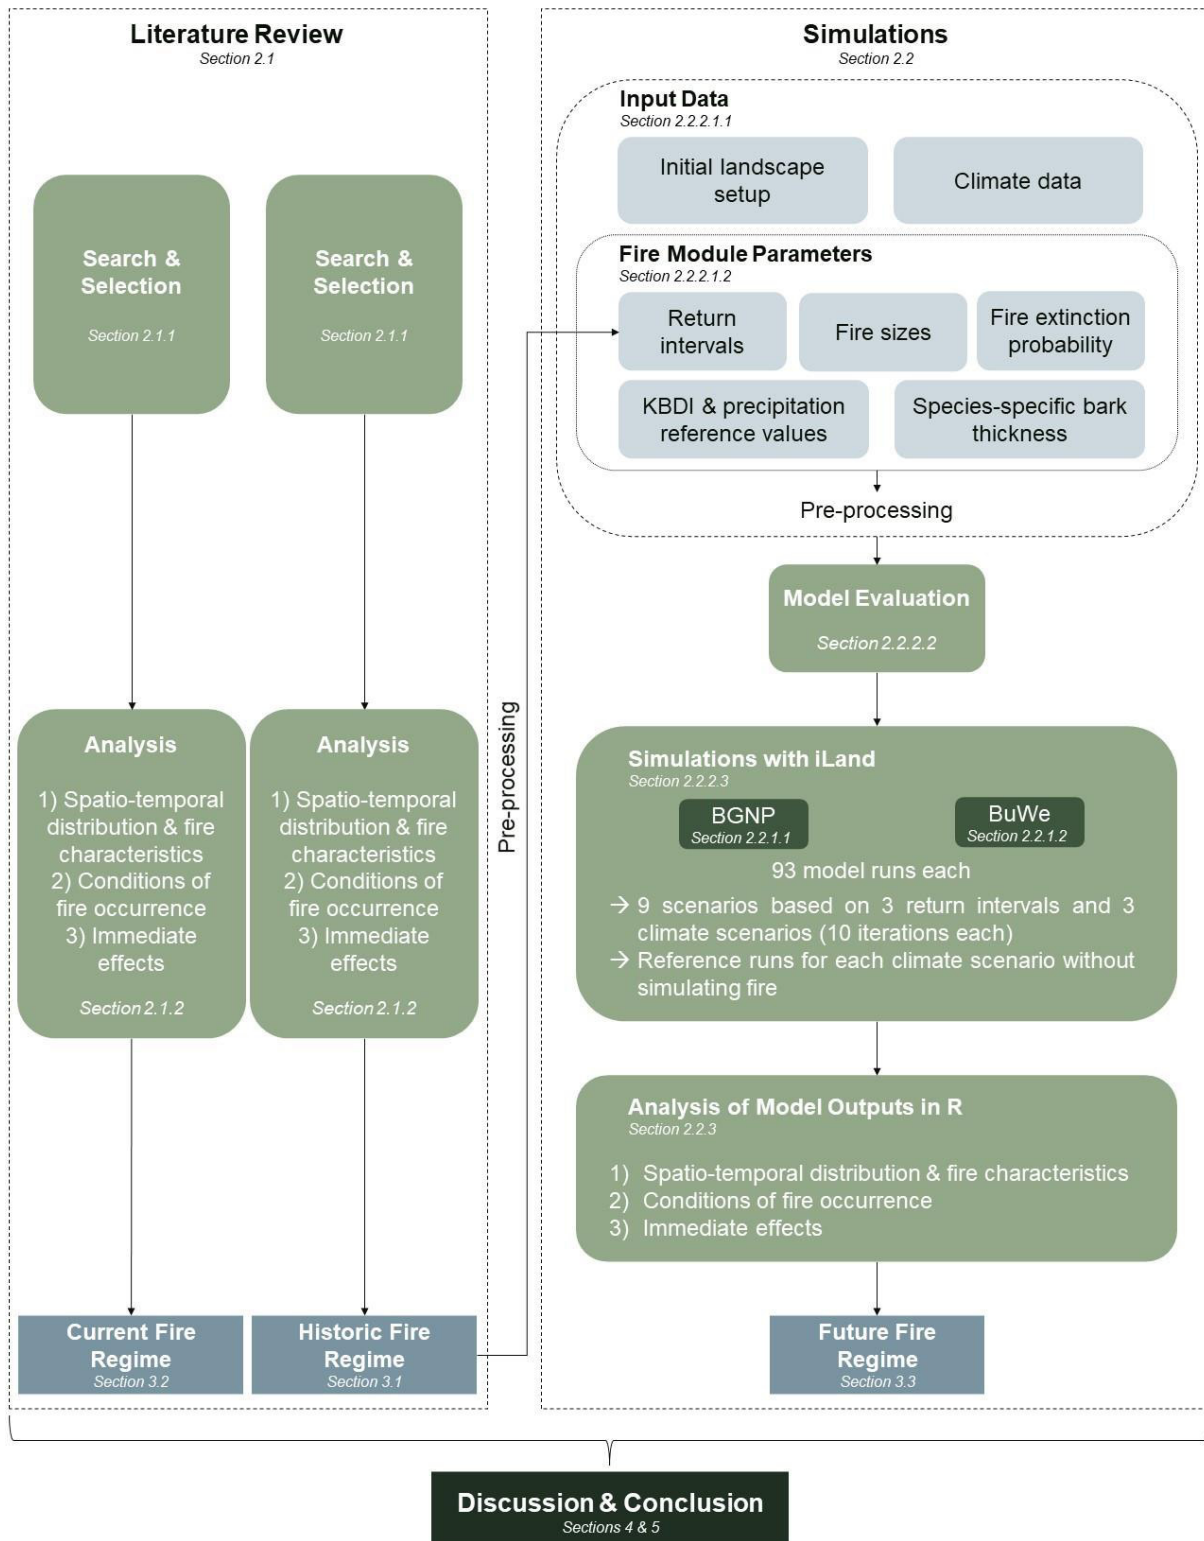 Literature Review
Section 2.1
Search &
Selection
Section 2.1.1
Search &
Selection
Section 2.1.1
Analysis
1) Spatio-temporal
distribution & fire
characteristics
2) Conditions of
fire occurrence
3) Immediate
effects
Section 2.1.2
Analysis
1) Spatio-temporal
distribution & fire
characteristics
2) Conditions of
fire occurrence
3) Immediate
effects
Section 2.1.2
Current Fire
Regime
Section 3.2
Historic Fire
Regime
Section 3.1
Pre-processing
Simulations
Section 2.2
Input Data
Section 2.2.2.1.1
Initial landscape
setup
Climate data
Fire Module Parameters
Section 2.2.2.1.2
Return
intervals
Fire sizes
Fire extinction
probability
KBDI & precipitation
reference values
Species-specific bark
thickness
Pre-processing
Model Evaluation
Section 2.2.2.2
Simulations with iLand
Section 2.2.2.3
BGNP
Section 2.2.1.1
BuWe
Section 2.2.1.2
93 model runs each
→ 9 scenarios based on 3 return intervals and 3
climate scenarios (10 iterations each)
→ Reference runs for each climate scenario without
simulating fire
Analysis of Model Outputs in R
Section 2.2.3
1) Spatio-temporal distribution & fire characteristics
2) Conditions of fire occurrence
3) Immediate effects
Future Fire
Regime
Section 3.3
Discussion & Conclusion
Sections 4 & 5